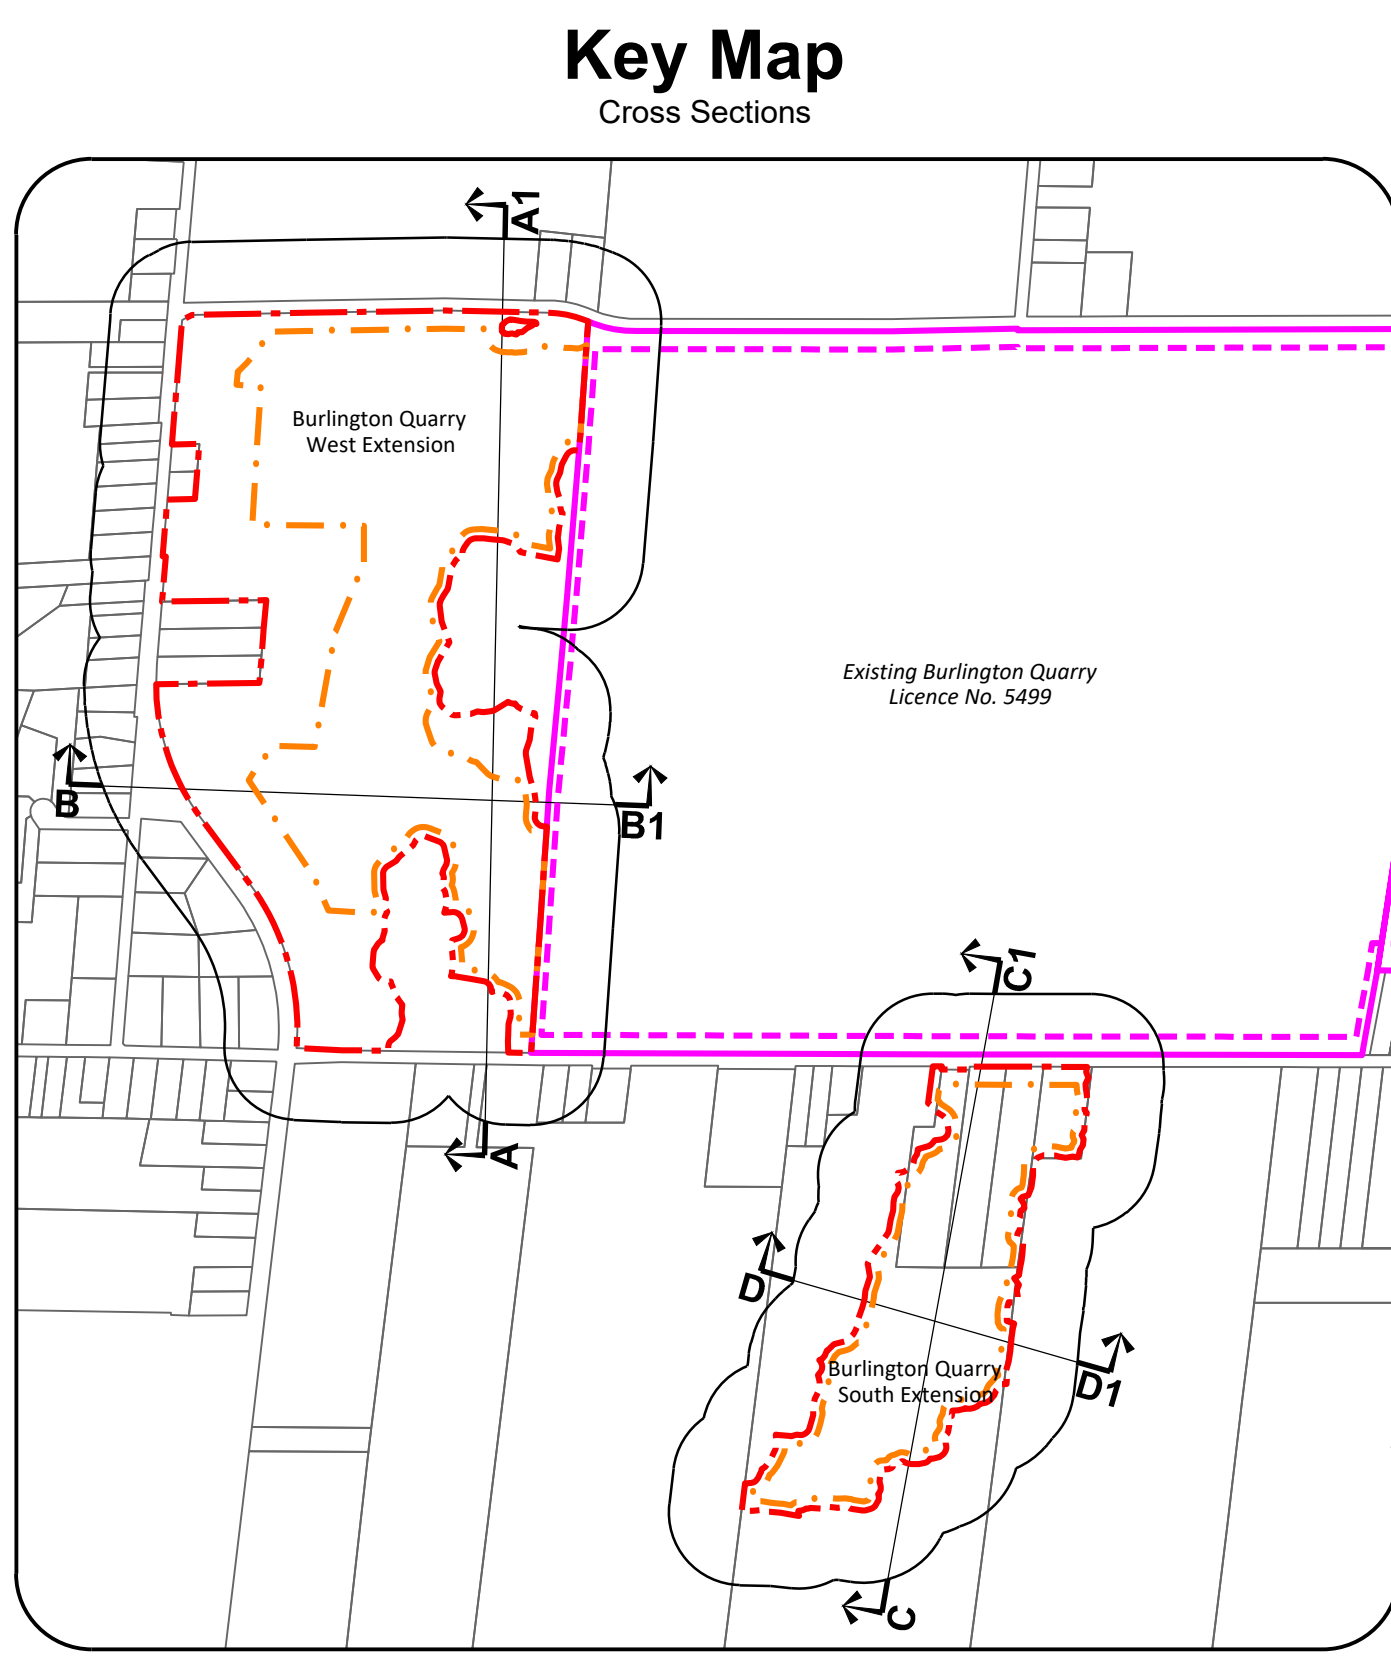 Key Map
Cross Sections
A1
Burlington Quarry
West Extension
Existing Burlington Quarry
Licence No. 5499
B
B1
C1
A
D
Burlington Quarry
South Extension
D1
C